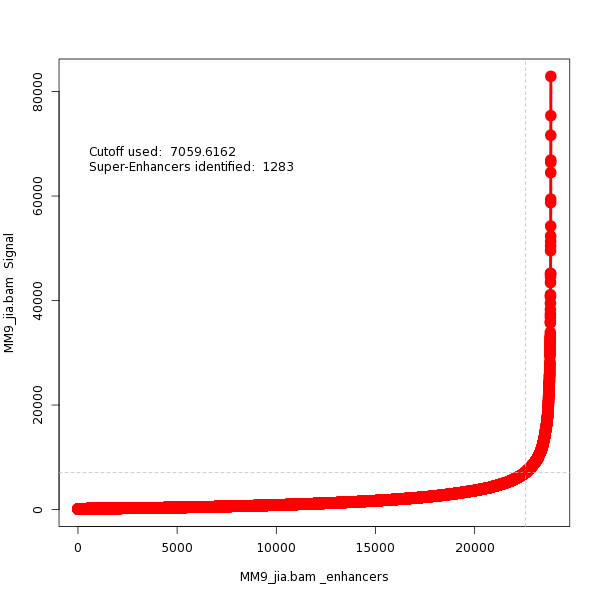 Cutoff used:  7059.6162
Super-Enhancers identified:  1283
MM9_jia.bam  Signal
80000
60000
40000
20000
0
0 5000 10000 15000 20000
MM9_jia.bam _enhancers